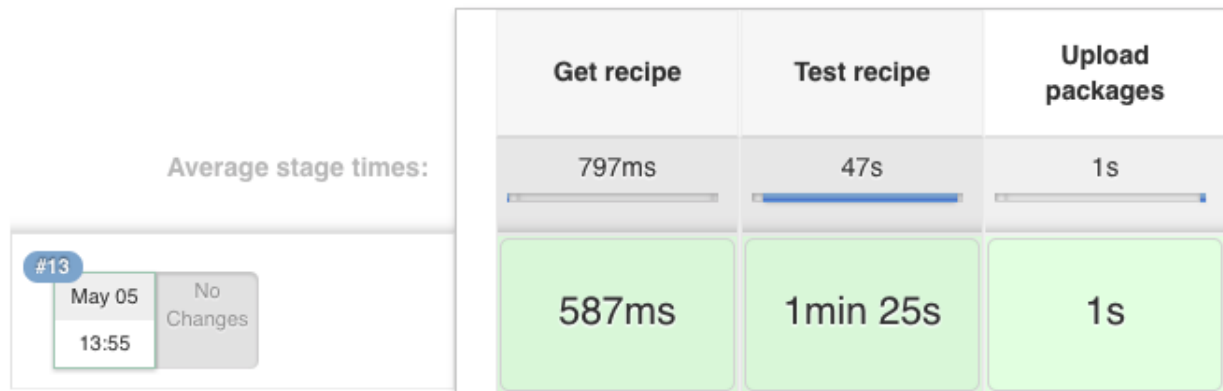 Get recipe
Test recipe
Upload
packages
Average stage times:
797ms
47s
1s
#13
May 05
No
Changes
13:55
587ms
1min 25s
1s